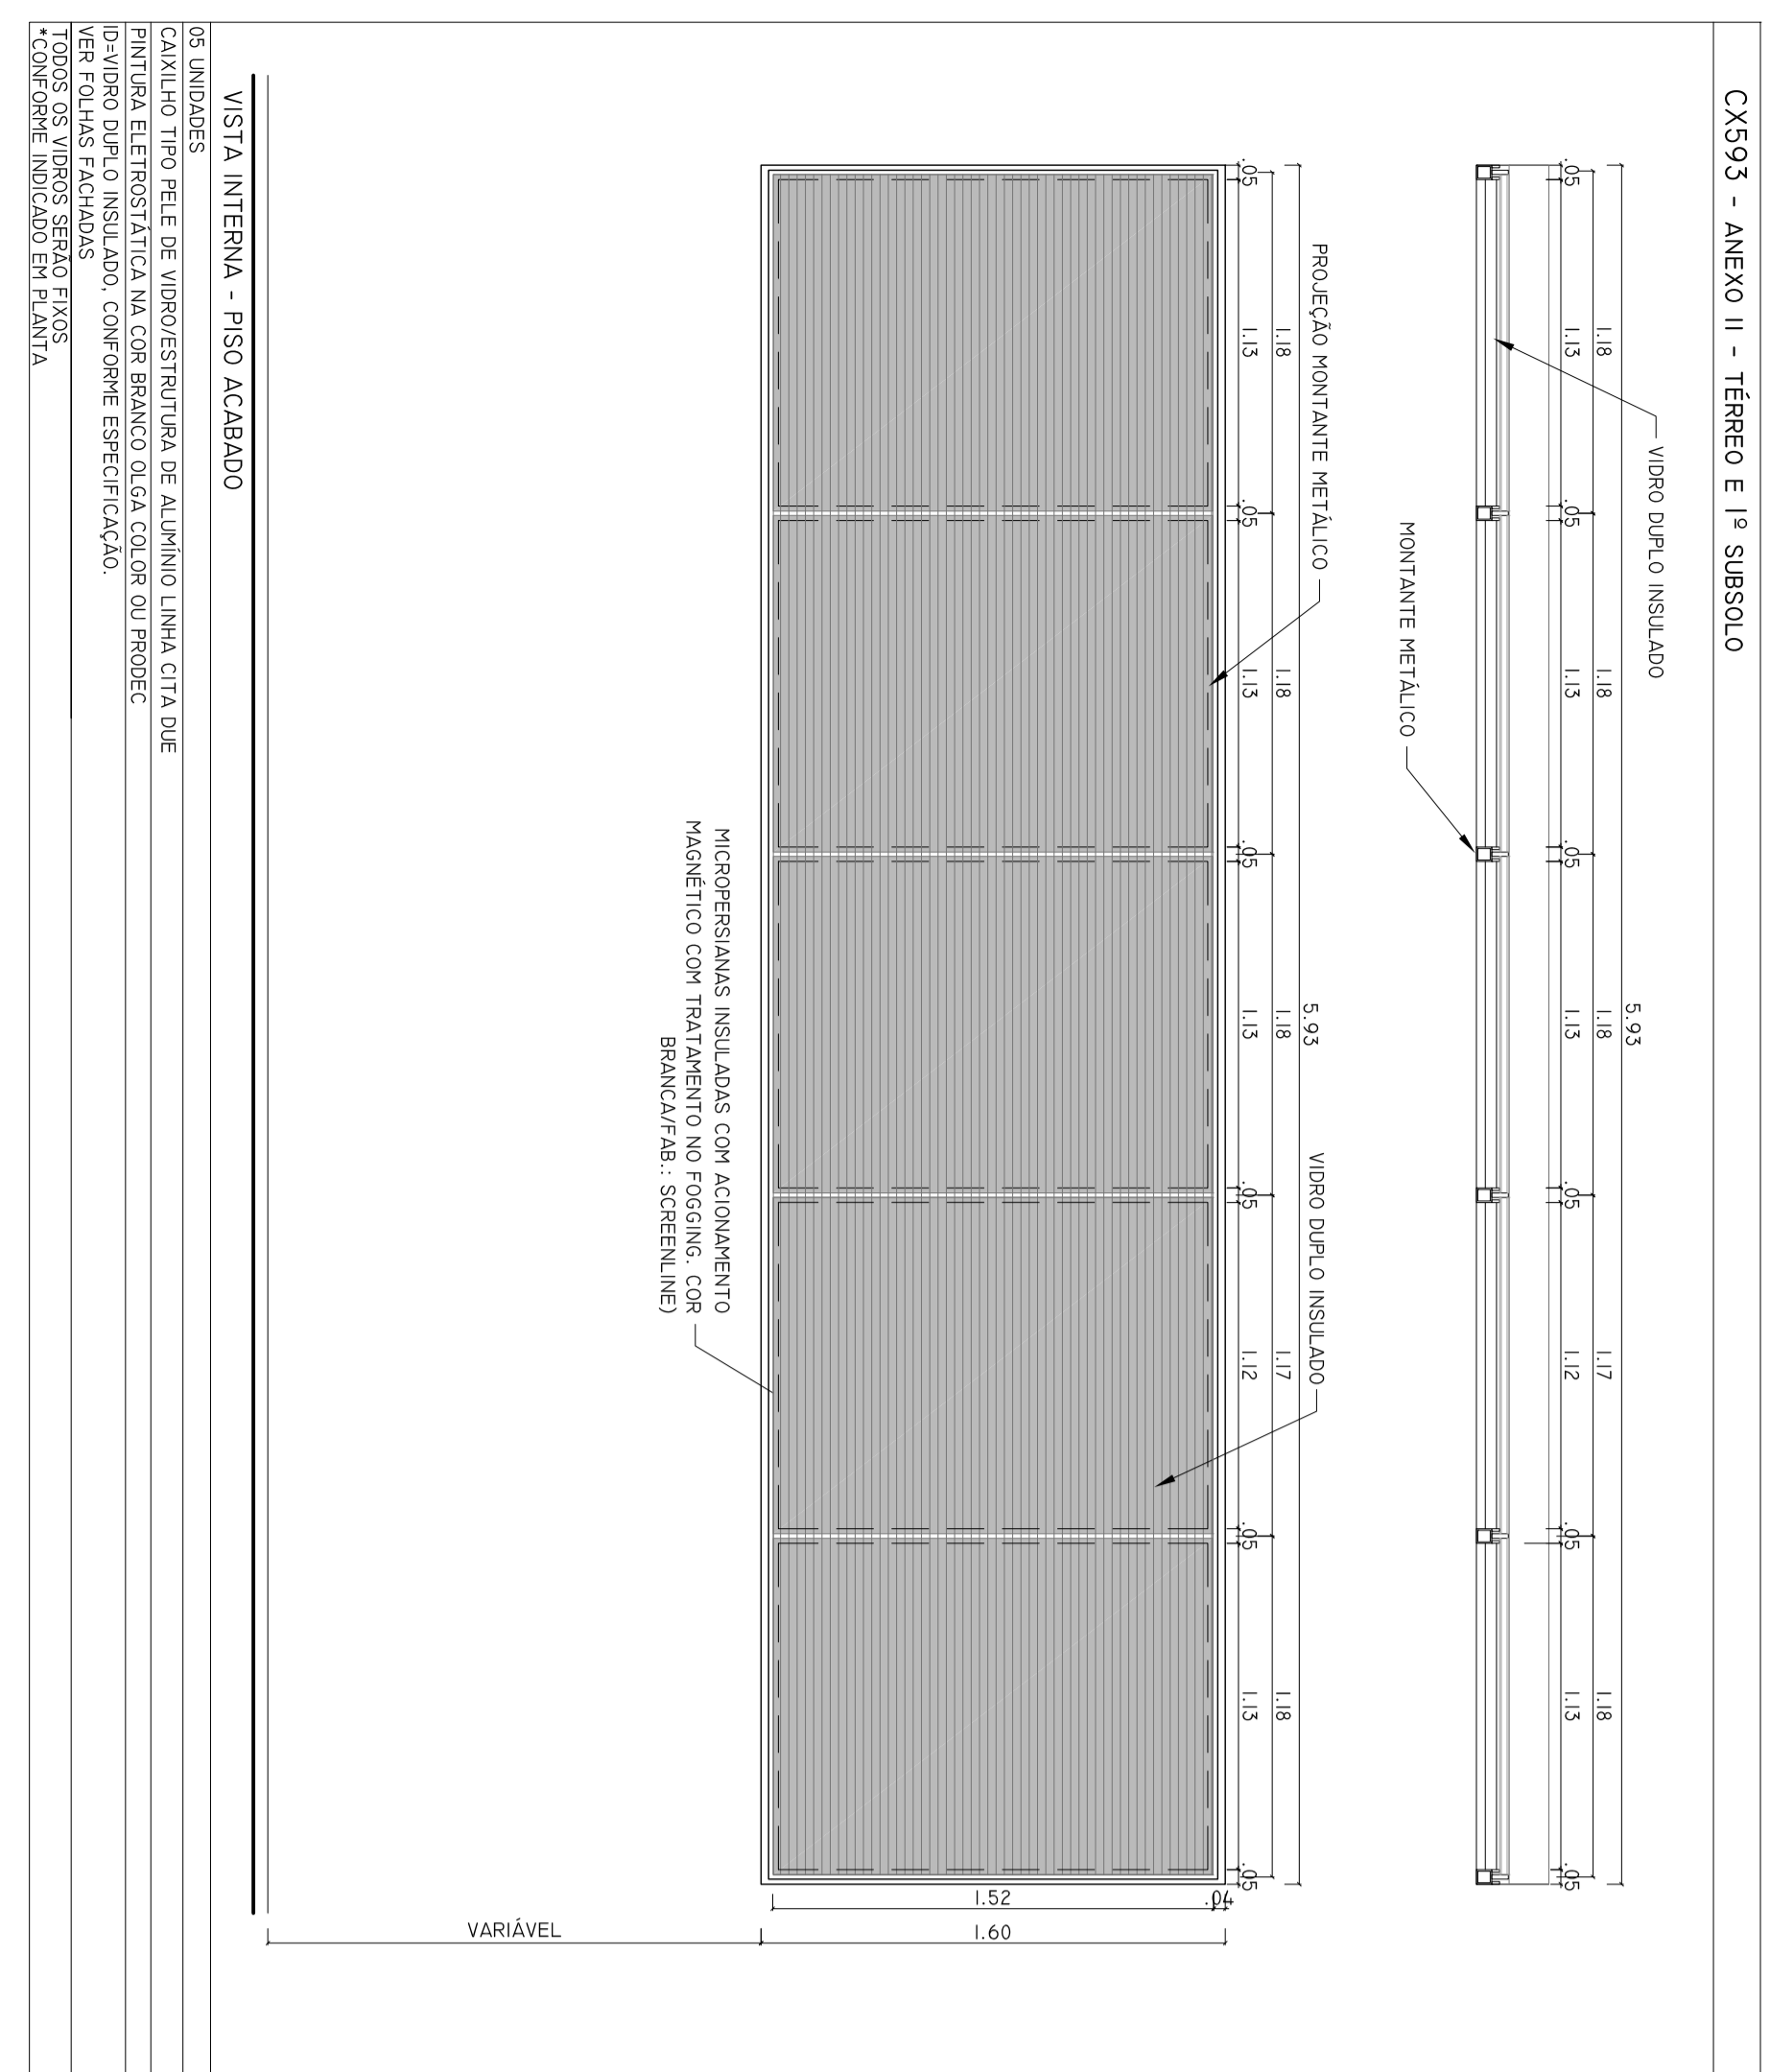 CX593 - ANEXO II - TÉRREO E 1º SUBSOLO
VIDRO DUPLO INSULADO
5.93
1.18 1.18 1.18 1.17 1.18
.05 1.13 .05 1.13 .05 1.13 .05 1.12 .05 1.13 .05
MONTANTE METÁLICO
PROJEÇÃO MONTANTE METÁLICO
VIDRO DUPLO INSULADO
5.93
1.18 1.18 1.18 1.17 1.18
.05 1.13 .05 1.13 .05 1.13 .05 1.12 .05 1.13 .05
.04
1.52
1.60
VARIÁVEL
MICROPERSIANAS INSULADAS COM ACIONAMENTO
MAGNÉTICO COM TRATAMENTO NO FOGGING. COR
BRANCA/FAB.: SCREENLINE)
VISTA INTERNA - PISO ACABADO
05 UNIDADES
CAIXILHO TIPO PELE DE VIDRO/ESTRUTURA DE ALUMÍNIO LINHA CITA DUE
PINTURA ELETROSTÁTICA NA COR BRANCO OLGA COLOR OU PRODEC
ID=VIDRO DUPLO INSULADO, CONFORME ESPECIFICAÇÃO.
VER FOLHAS FACHADAS
TODOS OS VIDROS SERÃO FIXOS
*CONFORME INDICADO EM PLANTA